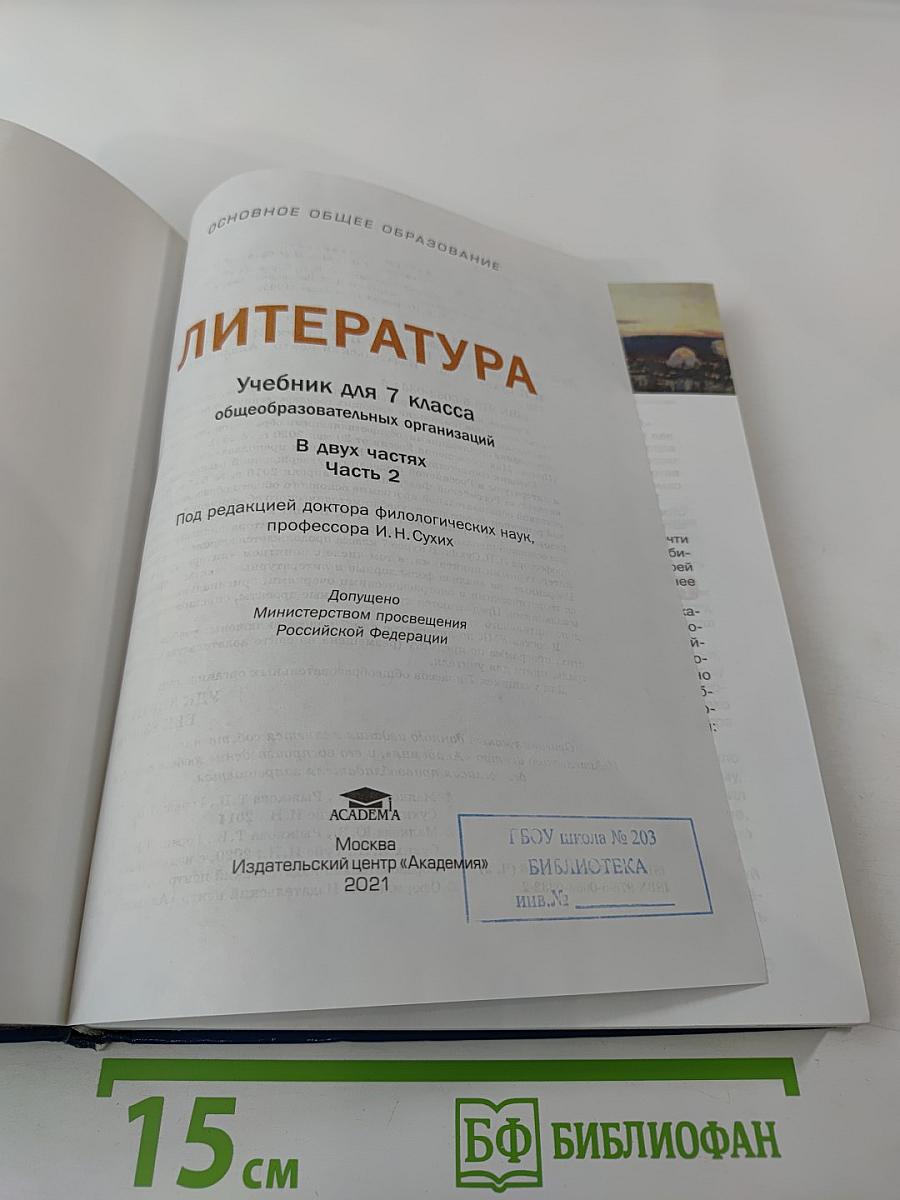 ОСНОВНОЕ ОБЩЕЕ ОБРАЗОВАНИЕ
ЛИТЕРАТУРА
Учебник для 7 класса
общеобразовательных организаций
В двух частях
Часть 2
Под редакцией доктора филологических наук,
профессора И. Н. Сухих
Допущено
Министерством просвещения
Российской Федерации
ACADEMA
Москва
Издательский центр «Академия»
2021
ГБОУ школа № 203
БИБЛИОТЕКА
ИНВ.№
15 см
БФ БИБЛИОФАН